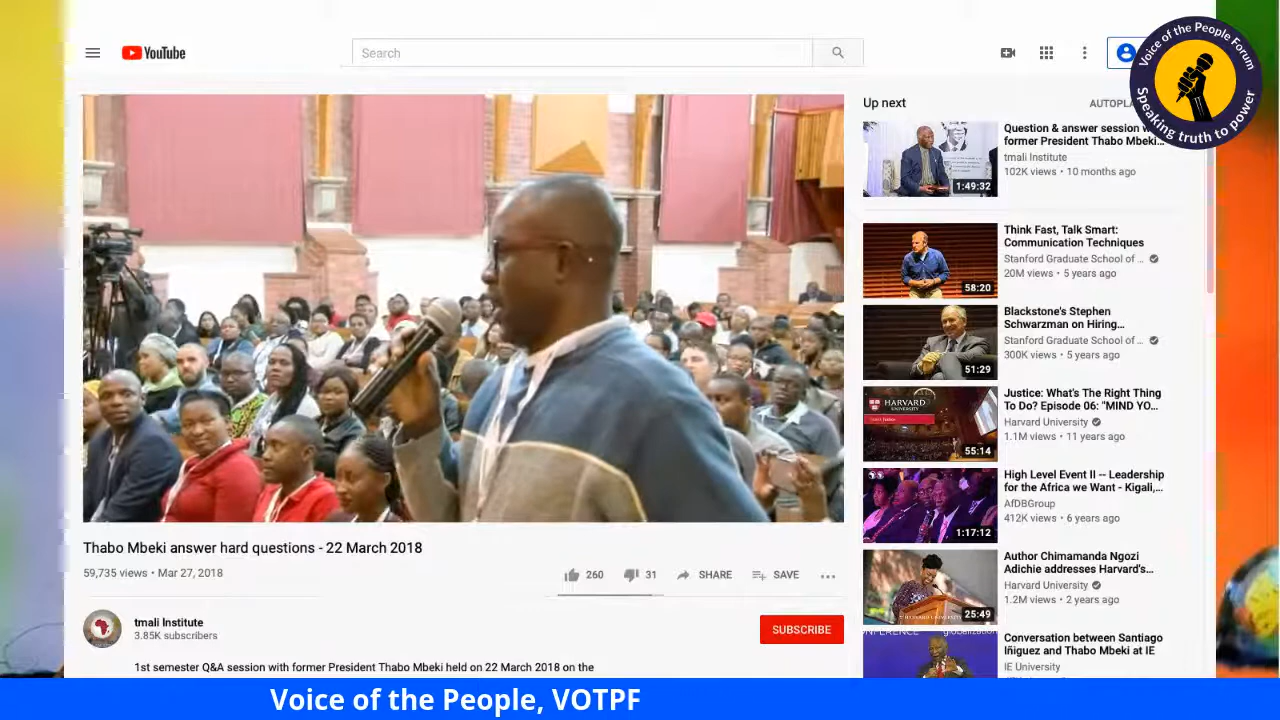 YouTube
Search
Voice of the People Forum
Speaking truth to power
Up next
AUTOPLA
Question & answer session w
former President Thabo Mbeki...
tmali Institute
102K views • 10 months ago
1:49:32
Think Fast, Talk Smart:
Communication Techniques
Stanford Graduate School of ...
20M views • 5 years ago
58:20
Blackstone's Stephen
Schwarzman on Hiring...
Stanford Graduate School of ...
300K views • 5 years ago
51:29
Justice: What's The Right Thing
To Do? Episode 06: "MIND YO...
Harvard University
1.1M views • 11 years ago
HARVARD
UNIVERSITY
55:14
High Level Event II -- Leadership
for the Africa we Want - Kigali,...
AfDBGroup
412K views • 6 years ago
1:17:12
Author Chimamanda Ngozi
Adichie addresses Harvard's...
Harvard University
1.2M views • 2 years ago
25:49
Conversation between Santiago
Iñiguez and Thabo Mbeki at IE
IE University
Thabo Mbeki answer hard questions - 22 March 2018
59,735 views • Mar 27, 2018
260
31
SHARE
SAVE
tmali Institute
3.85K subscribers
SUBSCRIBE
1st semester Q&A session with former President Thabo Mbeki held on 22 March 2018 on the
Voice of the People, VOTPF